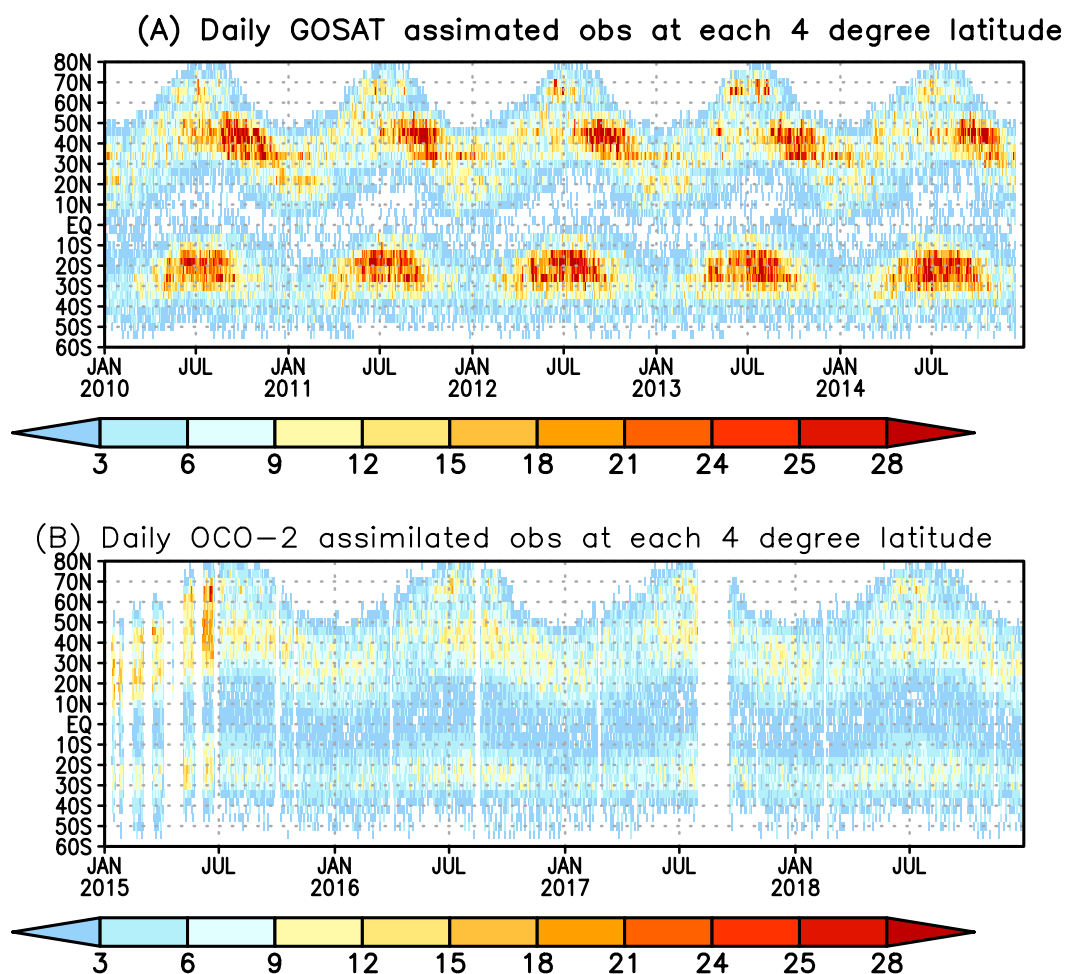 (A) Daily GOSAT assimated obs at each 4 degree latitude
80N
70N
60N
50N
40N
30N
20N
10N
EQ
10S
20S
30S
40S
50S
60S
JAN JUL JAN JUL JAN JUL JAN JUL JAN JUL
2010 2011 2012 2013 2014
3 6 9 12 15 18 21 24 25 28
(B) Daily OCO-2 assimilated obs at each 4 degree latitude
80N
70N
60N
50N
40N
30N
20N
10N
EQ
10S
20S
30S
40S
50S
60S
JAN JUL JAN JUL JAN JUL JAN JUL
2015 2016 2017 2018
3 6 9 12 15 18 21 24 25 28